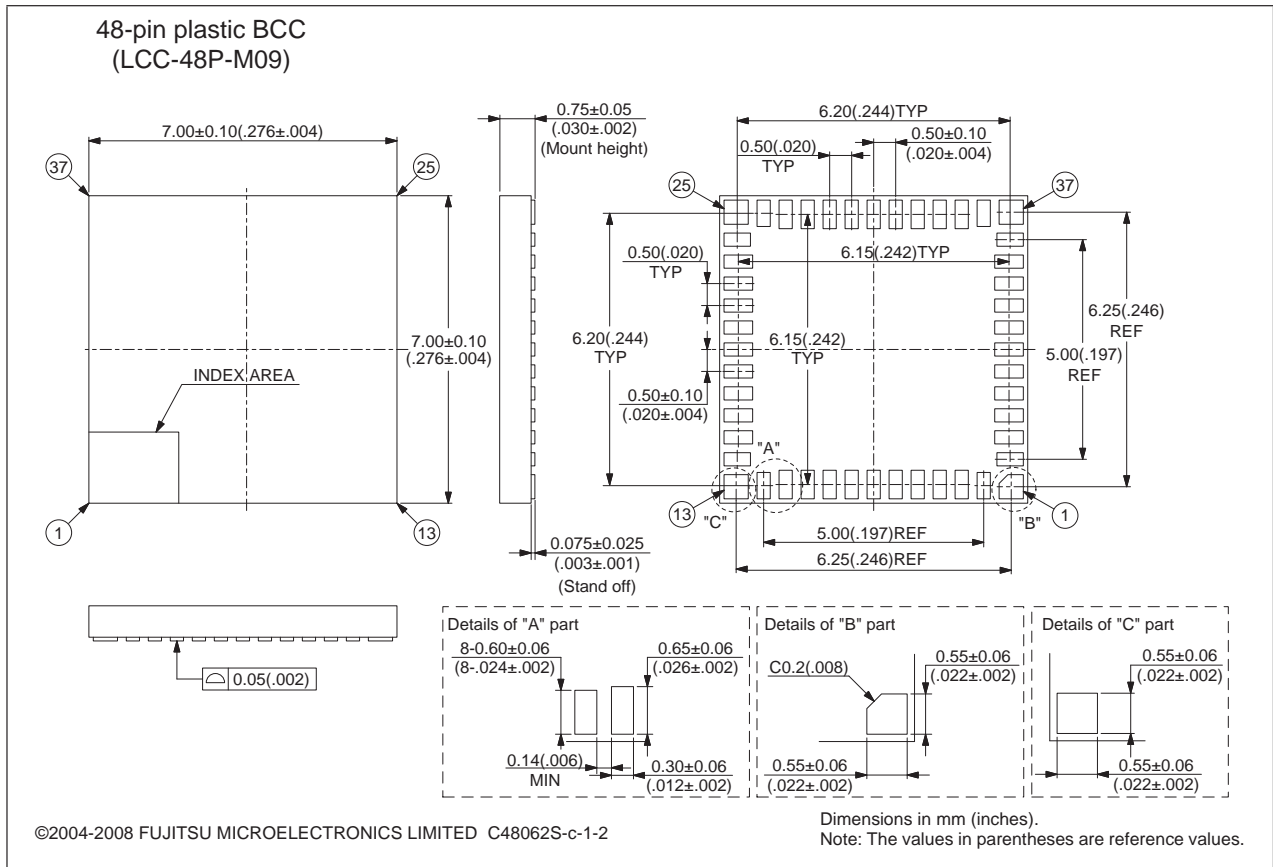 48-pin plastic BCC
(LCC-48P-M09)
7.00±0.10(.276±.004)
0.75±0.05
(.030±.002)
(Mount height)
6.20(.244)TYP
0.50(.020)
TYP
0.50±0.10
(.020±.004)
37
25
25
37
0.50(.020)
TYP
6.15(.242)TYP
7.00±0.10
(.276±.004)
6.20(.244)
TYP
6.15(.242)
TYP
6.25(.246)
REF
5.00(.197)
REF
INDEX AREA
0.50±0.10
(.020±.004)
"A"
1
13
13
"C"
"B"
1
5.00(.197)REF
6.25(.246)REF
0.075±0.025
(.003±.001)
(Stand off)
0.05(.002)
Details of "A" part
8-0.60±0.06
(8-024±.002)
0.65±0.06
(.026±.002)
0.14(.006)
MIN
0.30±0.06
(.012±.002)
Details of "B" part
C0.2(.008)
0.55±0.06
(.022±.002)
0.55±0.06
(.022±.002)
Details of "C" part
0.55±0.06
(.022±.002)
0.55±0.06
(.022±.002)
©2004-2008 FUJITSU MICROELECTRONICS LIMITED C48062S-c-1-2
Dimensions in mm (inches).
Note: The values in parentheses are reference values.